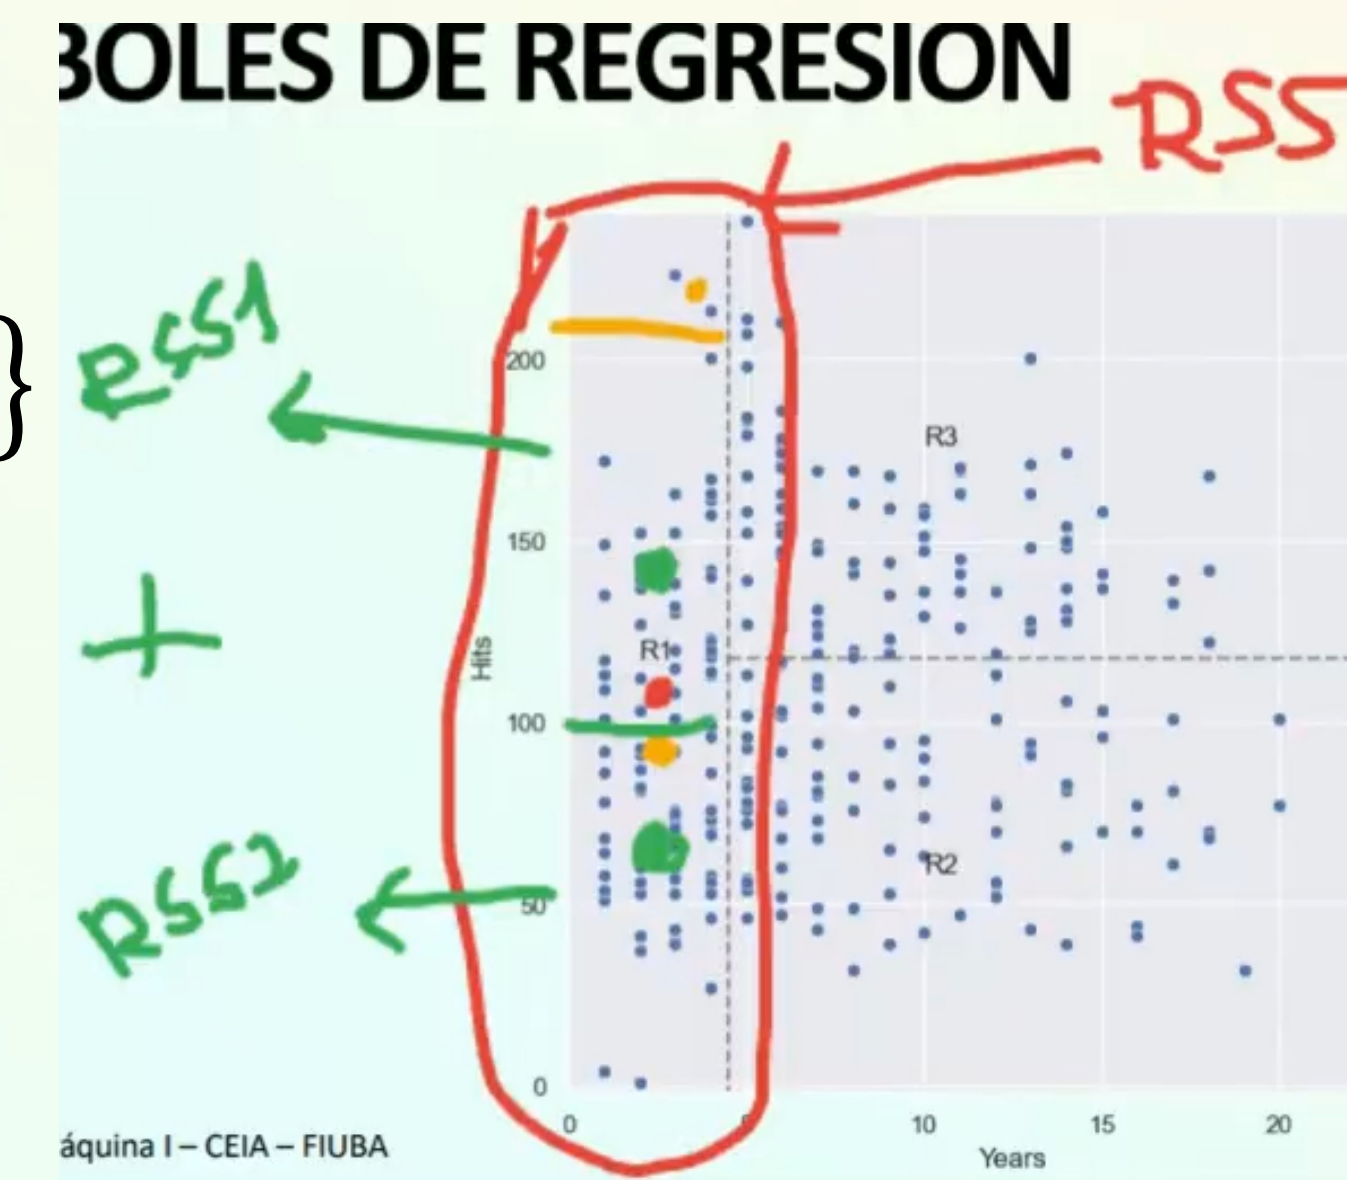 BOLES DE REGRESION
RSS
}
RSS1
+
RSS2
200
150
100
50
0
Hits
R3
R1
R2
0
10
15
20
Years
áquina I – CEIA – FIUBA